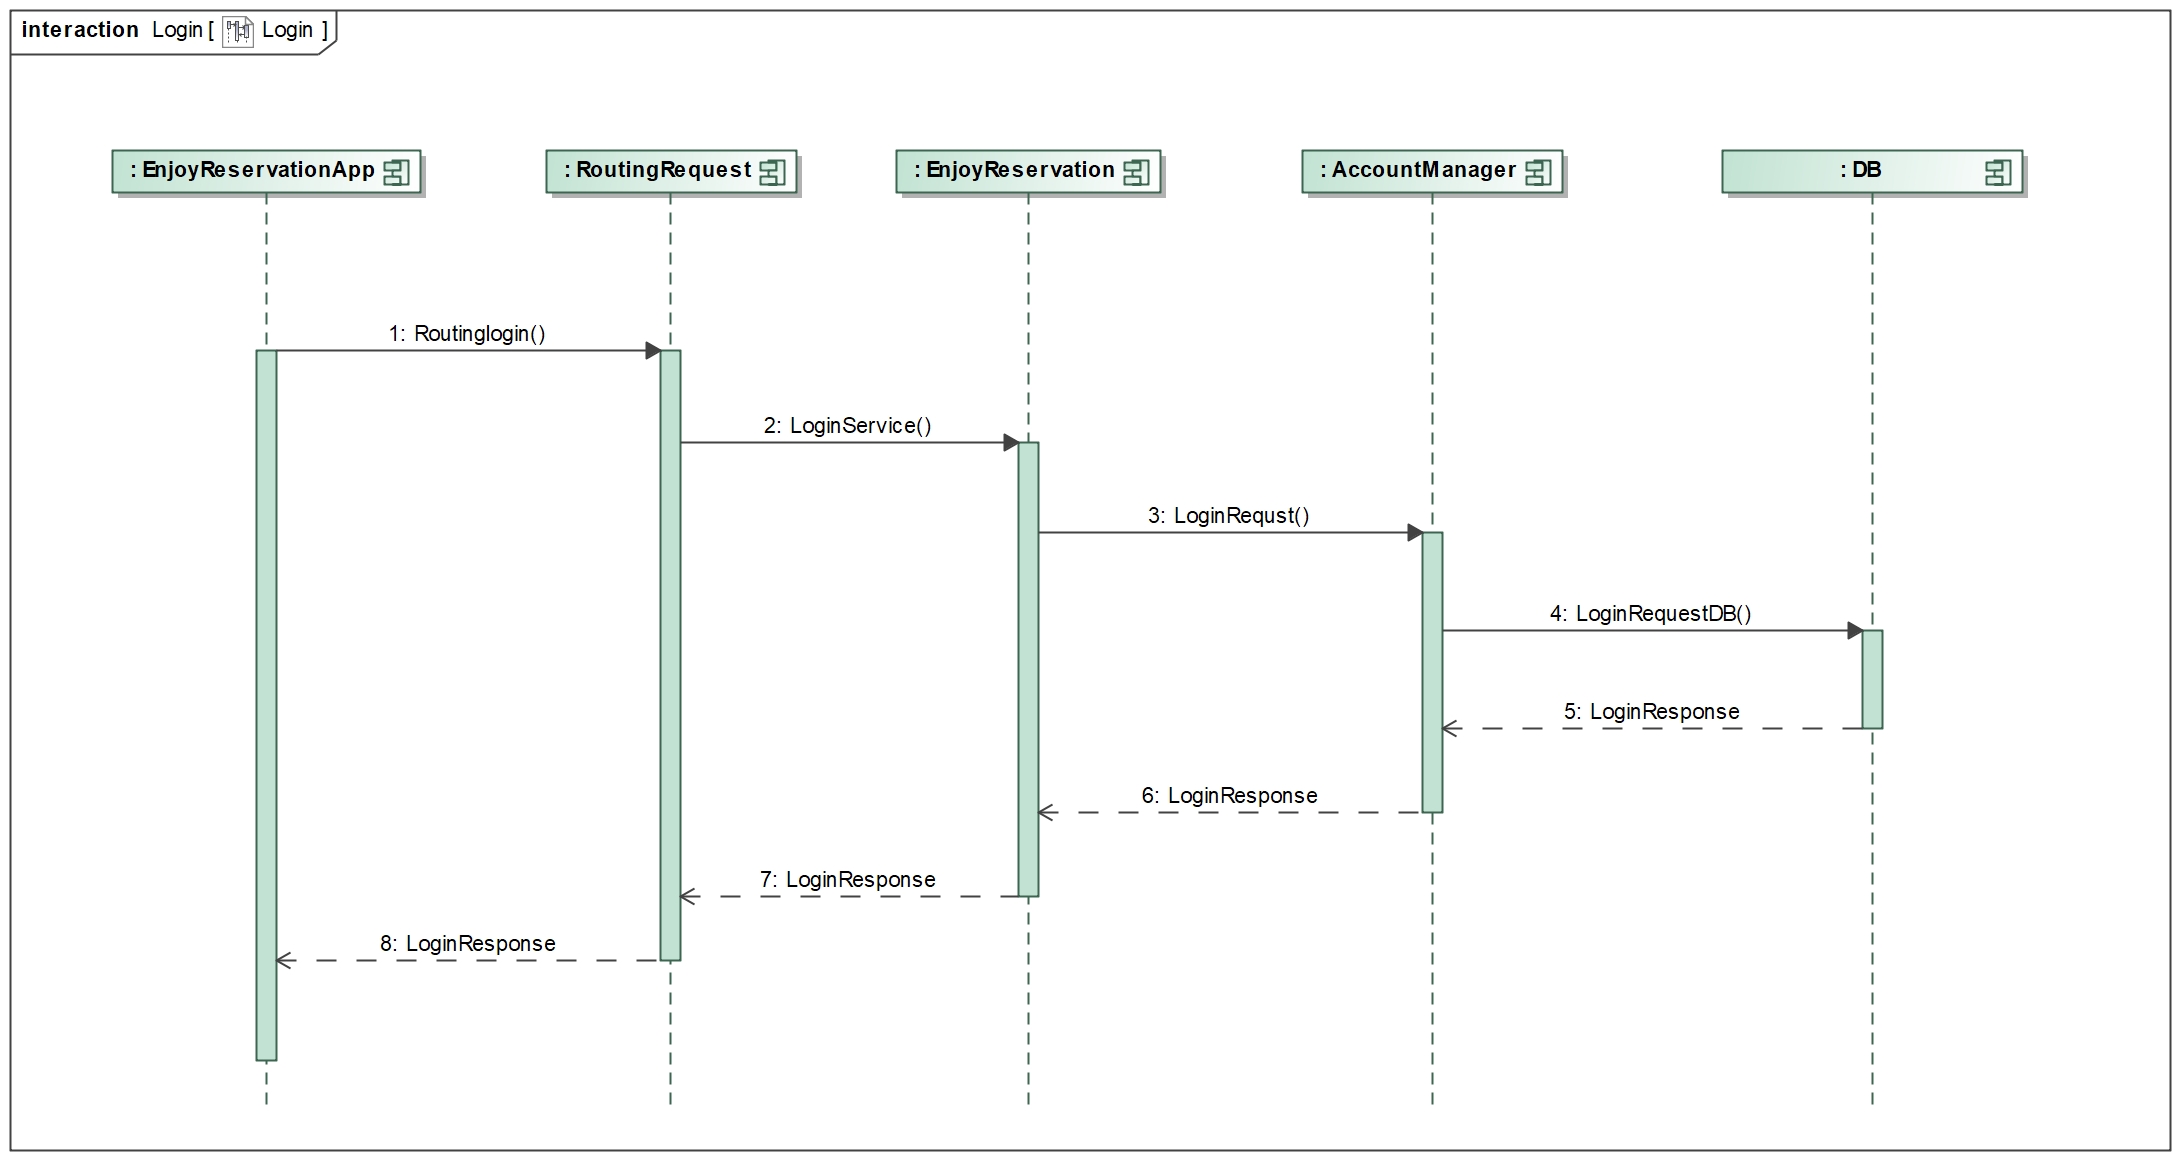 interaction Login [ Login ]
: EnjoyReservationApp
: RoutingRequest
: EnjoyReservation
: AccountManager
: DB
1: Routinglogin()
2: LoginService()
3: LoginRequst()
4: LoginRequestDB()
5: LoginResponse
6: LoginResponse
7: LoginResponse
8: LoginResponse